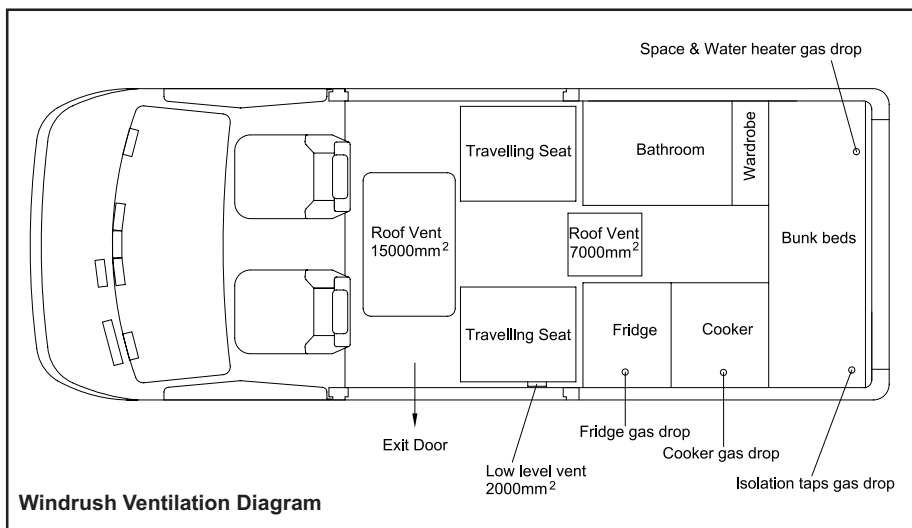 Space & Water heater gas drop
Travelling Seat
Bathroom
Wardrobe
Roof Vent
15000mm²
Roof Vent
7000mm²
Bunk beds
Travelling Seat
Fridge
Cooker
Exit Door
Fridge gas drop
Cooker gas drop
Low level vent
2000mm²
Isolation taps gas drop
Windrush Ventilation Diagram